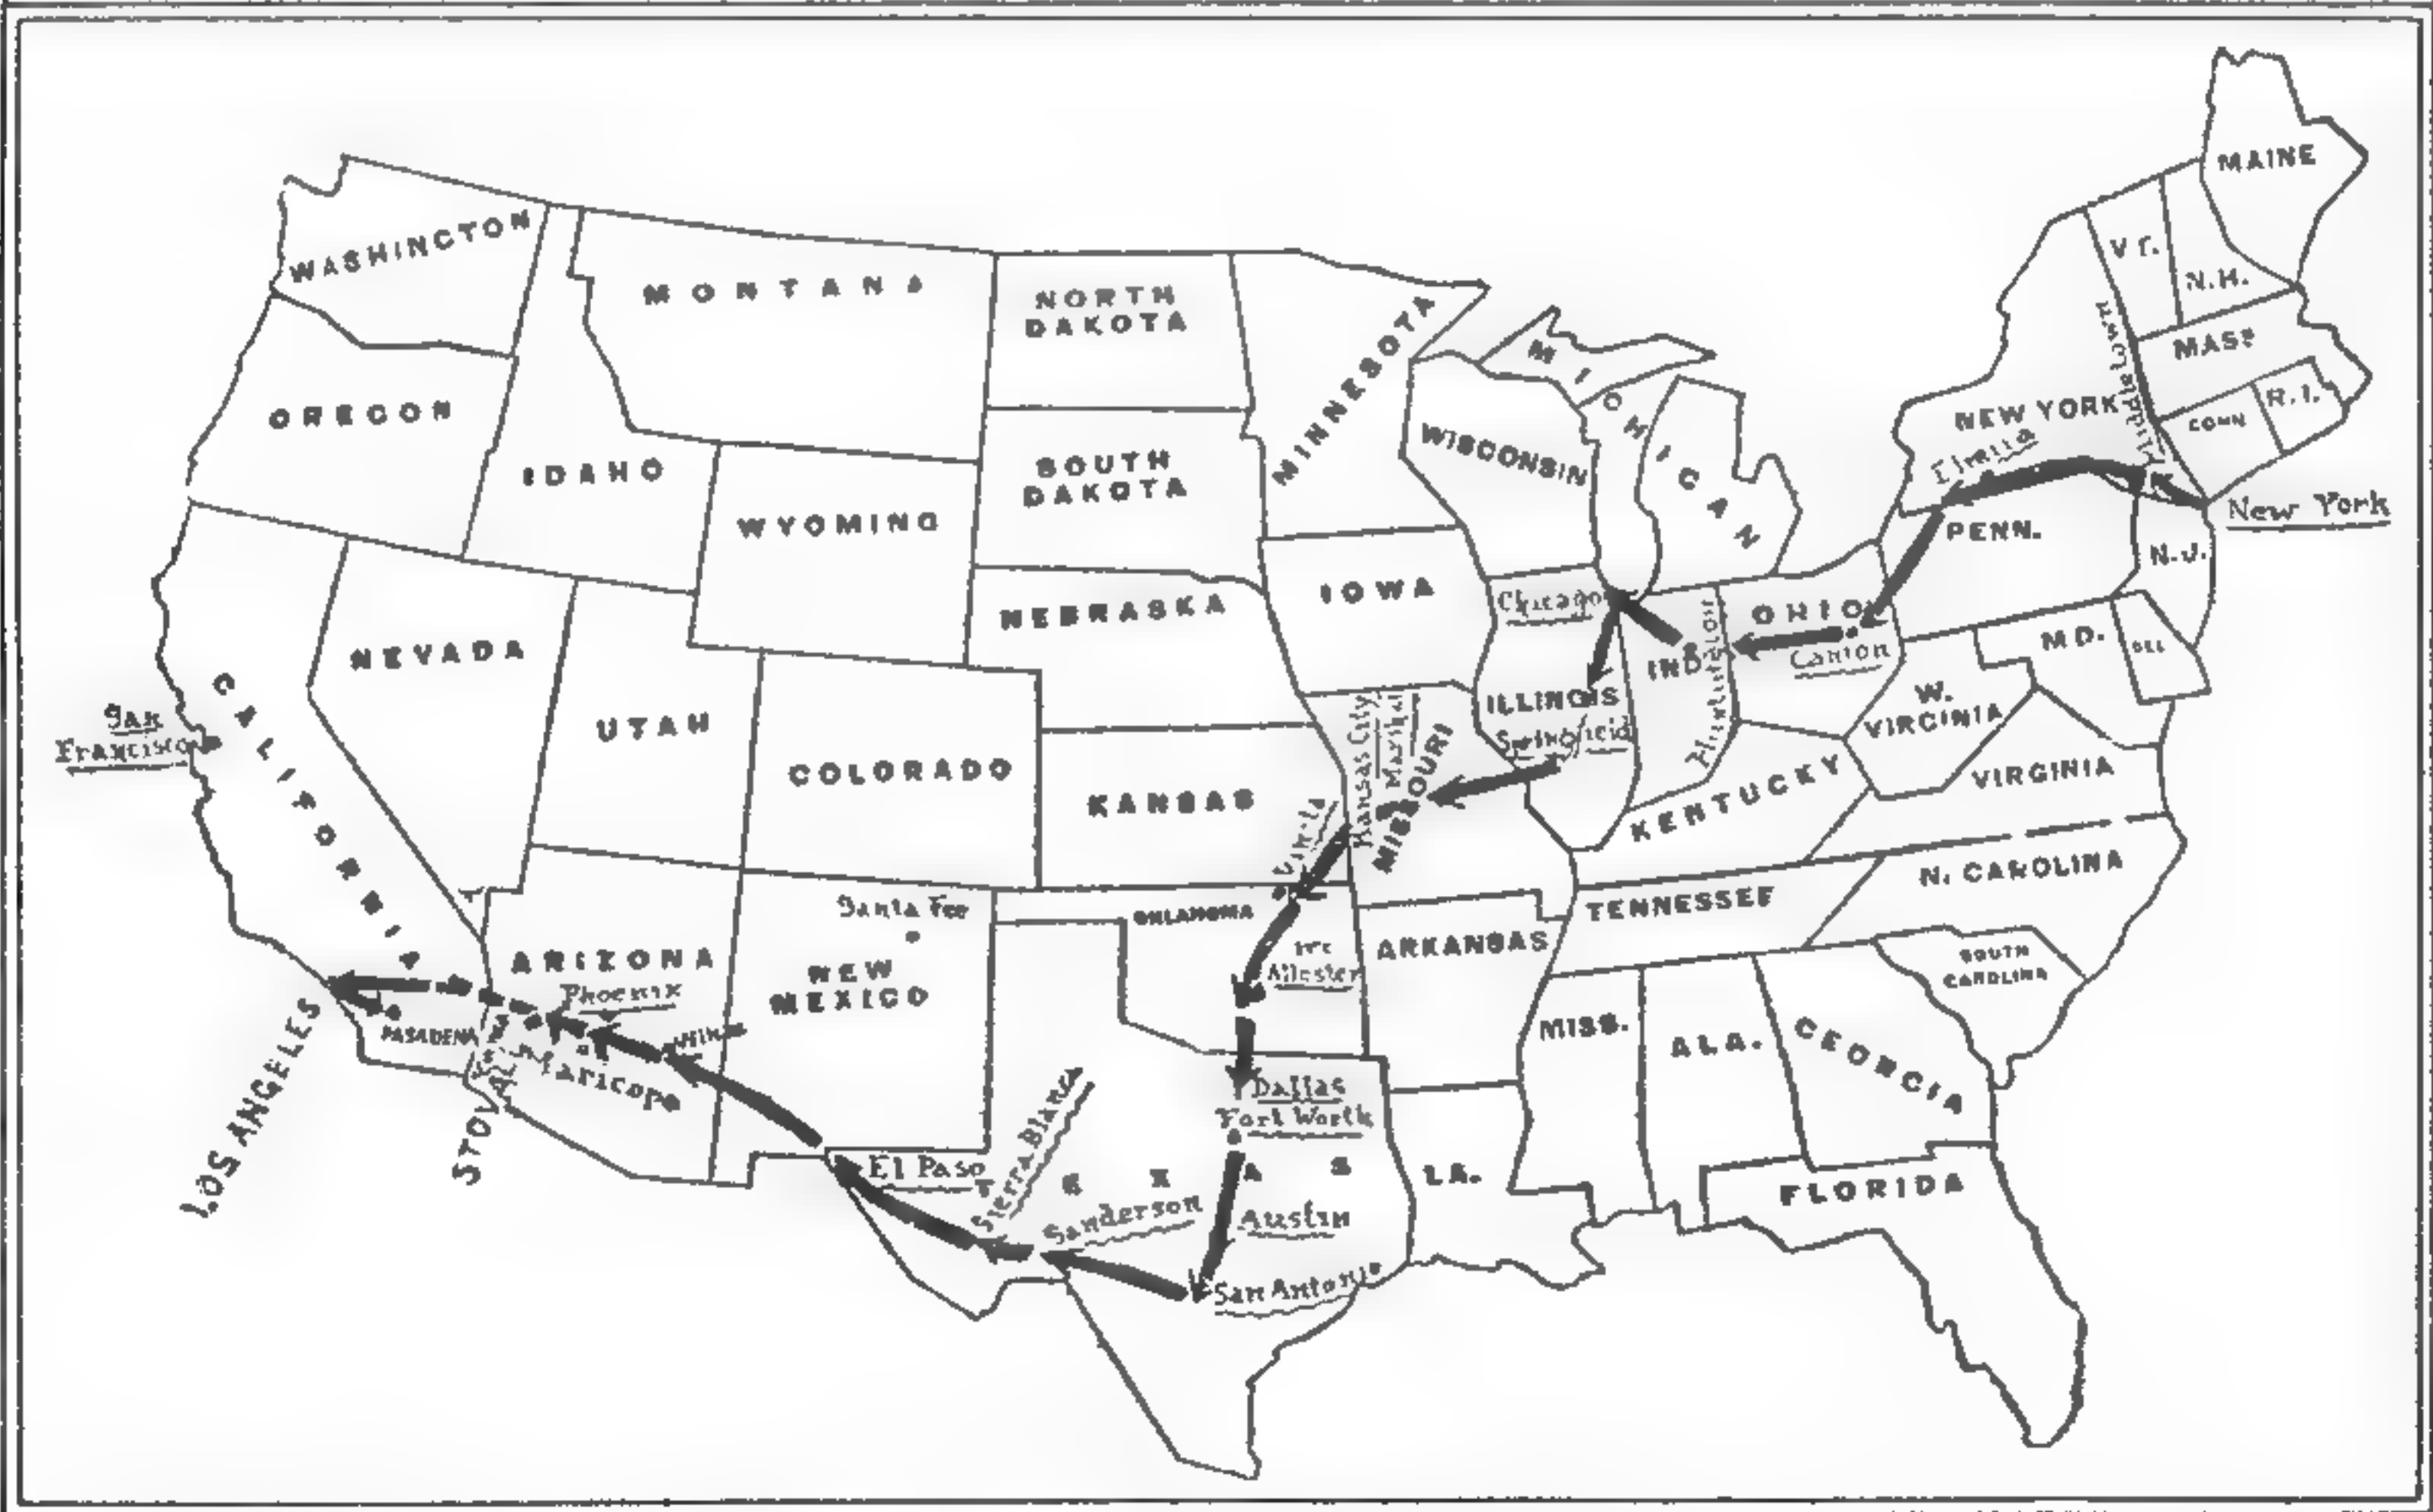 MAINE
WASHINGTON
VT.
N.H.
MONTANA
NORTH
DAKOTA
MINNESOTA
MICHIGAN
Middletown
MASS
OREGON
NEW YORK
CONN
R.I.
WISCONSIN
Elmira
IDAHO
SOUTH
DAKOTA
WYOMING
New York
PENN.
N.J.
IOWA
Chicago
NEBRASKA
OHIO
MD.
DEL
NEVADA
IND
Canton
Huntington
CALIFORNIA
UTAH
ILLINOIS
Springfield
Kansas City
Marshall
MISSOURI
W.
VIRGINIA
San
Francisco
COLORADO
KANSAS
KENTUCKY
VIRGINIA
Vinita
N. CAROLINA
Santa Fee
OKLAHOMA
TENNESSEE
ARIZONA
NEW
MEXICO
Mc
Allester
ARKANSAS
SOUTH
CAROLINA
Phoenix
PASADENA
Maricopa
MISS.
ALA.
GEORGIA
LOS ANGELES
STOVAL
Dallas
Fort Worth
El Paso
Sierra Blanca
TEXAS
Sanderson
Austin
LA.
FLORIDA
San Antonio